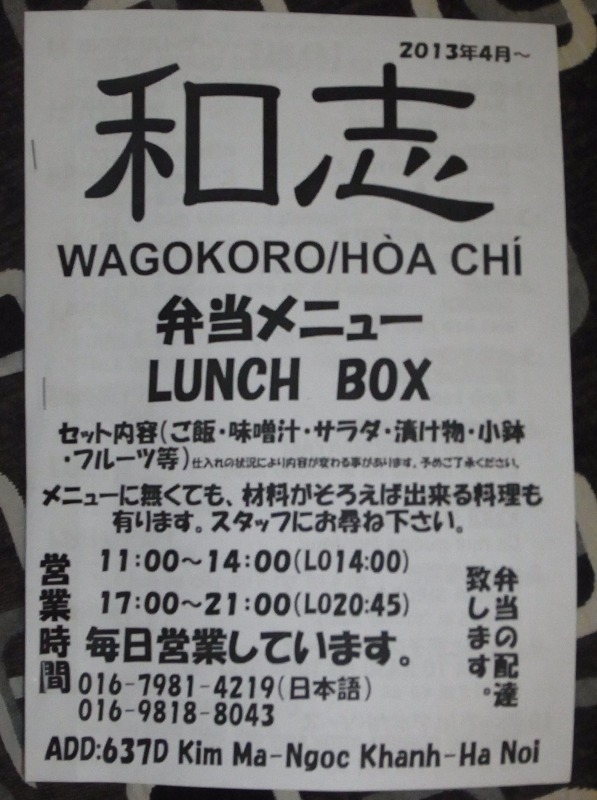 2013年4月～
和志
WAGOKORO/HÒA CHÍ
弁当メニュー
LUNCH BOX
セット内容(ご飯・味噌汁・サラダ・漬け物・小鉢
・フルーツ等)仕入れの状況により内容が変わる事があります。予めご了承ください。
メニューに無くても、材料がそろえば出来る料理も
有ります。スタッフにお尋ね下さい。
営業時間
11:00～14:00(LO14:00)
17:00～21:00(LO20:45)
毎日営業しています。
弁当の配達
致します。
016-7981-4219(日本語)
016-9818-8043
ADD:637D Kim Ma-Ngoc Khanh-Ha Noi